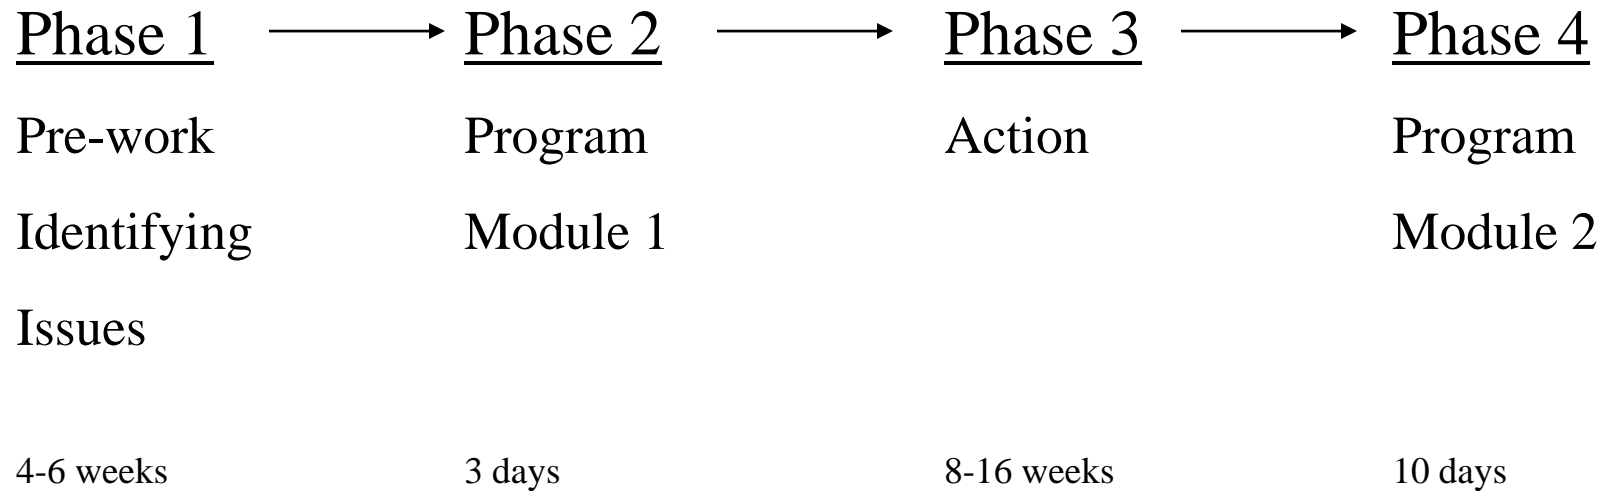 Phase 1
Phase 2
Phase 3
Phase 4
Pre-work
Identifying
Issues
Program
Module 1
Action
Program
Module 2
4-6 weeks
3 days
8-16 weeks
10 days